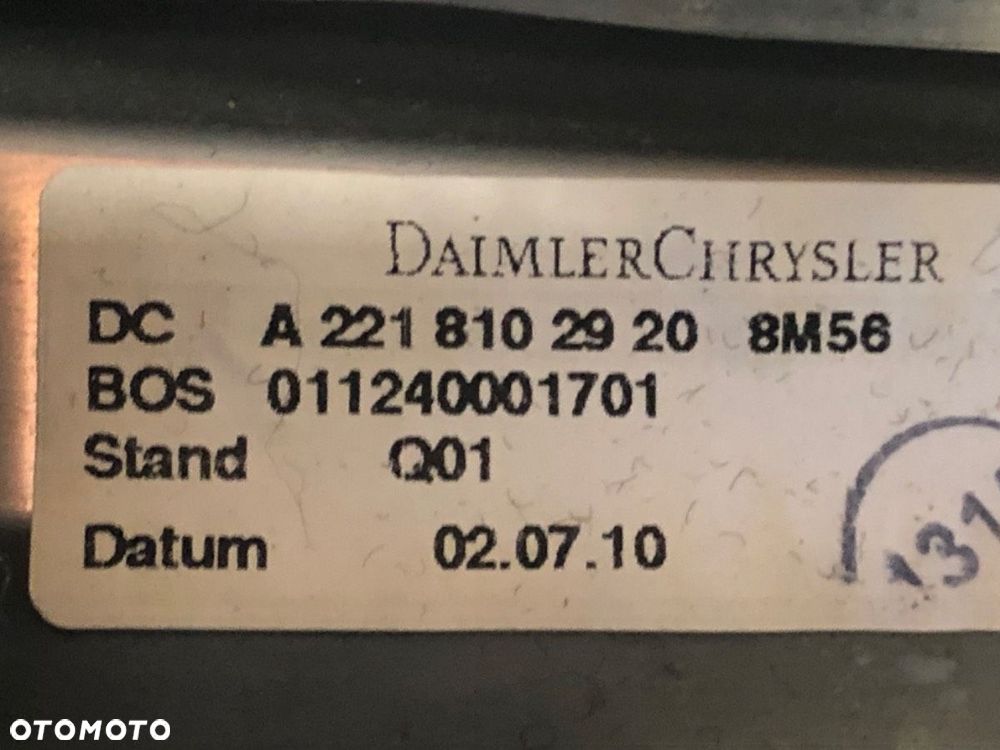 DAIMLERCHRYSLER
DC A 221 810 29 20 8M56
BOS 011240001701
Stand Q01
Datum 02.07.10
OTOMOTO